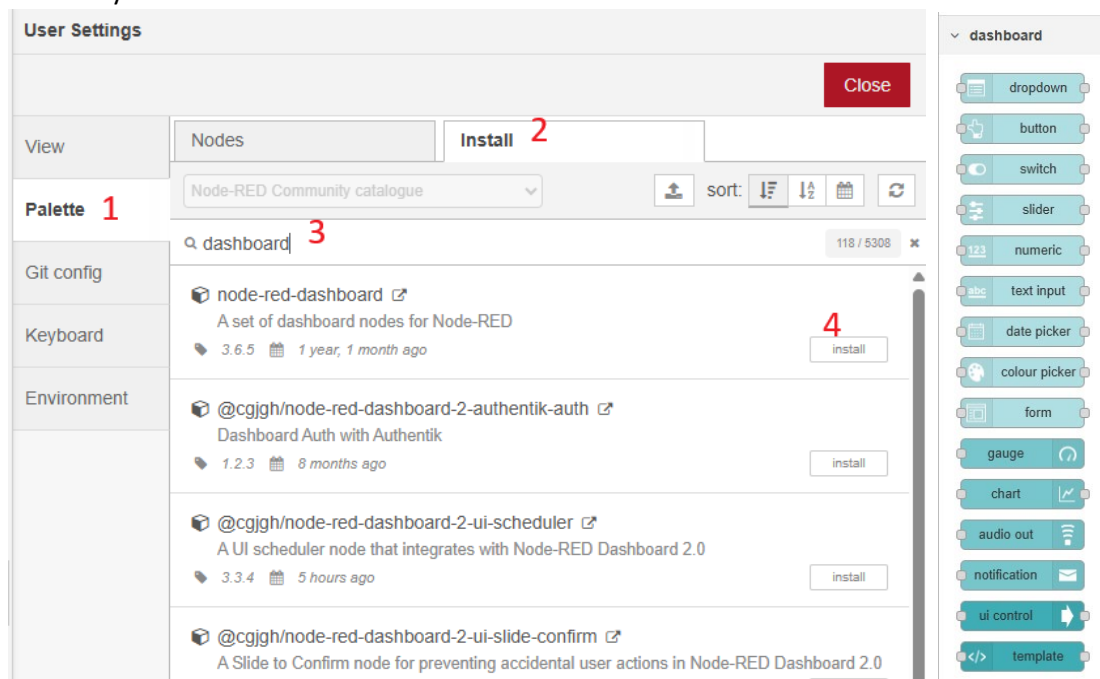 User Settings
Close
View
Palette 1
Git config
Keyboard
Environment
Nodes
Install 2
Node-RED Community catalogue
sort:
dashboard 3
118 / 5308
node-red-dashboard
A set of dashboard nodes for Node-RED
3.6.5 1 year, 1 month ago
4
install
@cgjgh/node-red-dashboard-2-authentik-auth
Dashboard Auth with Authentik
1.2.3 8 months ago
install
@cgjgh/node-red-dashboard-2-ui-scheduler
A UI scheduler node that integrates with Node-RED Dashboard 2.0
3.3.4 5 hours ago
install
@cgjgh/node-red-dashboard-2-ui-slide-confirm
A Slide to Confirm node for preventing accidental user actions in Node-RED Dashboard 2.0
dashboard
dropdown
button
switch
slider
123 numeric
abc text input
date picker
colour picker
form
gauge
chart
audio out
notification
ui control
</> template